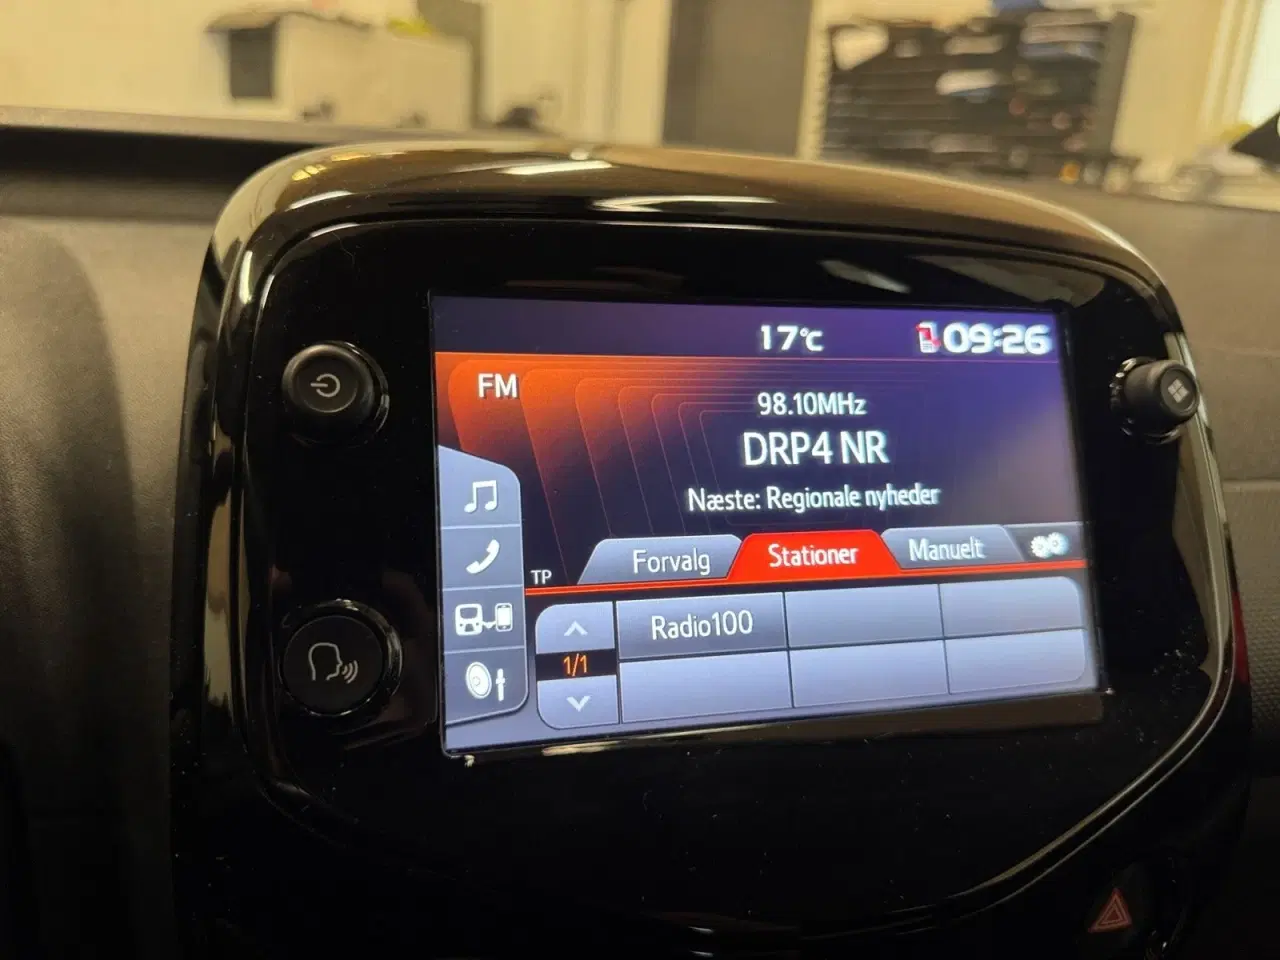 17°C
09:26
FM
98.10MHz
DRP4 NR
Næste: Regionale nyheder
TP
Forvalg
Stationer
Manuelt
Radio100
1/1